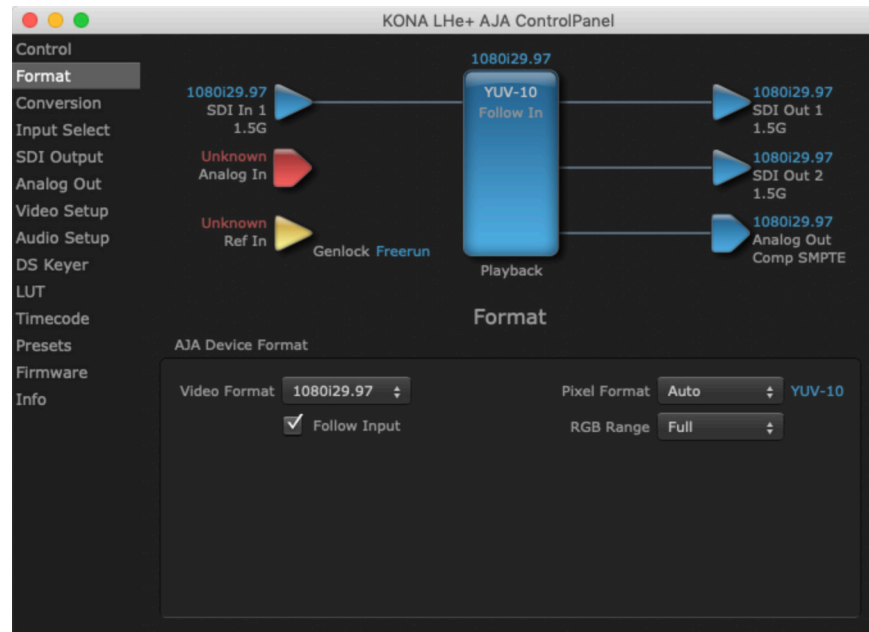 KONA LHe+ AJA ControlPanel
Control
Format
Conversion
Input Select
SDI Output
Analog Out
Video Setup
Audio Setup
DS Keyer
LUT
Timecode
Presets
Firmware
Info
1080i29.97
SDI In 1
1.5G
Unknown
Analog In
Unknown
Ref In
Genlock Freerun
1080i29.97
YUV-10
Follow In
Playback
1080i29.97
SDI Out 1
1.5G
1080i29.97
SDI Out 2
1.5G
1080i29.97
Analog Out
Comp SMPTE
Format
AJA Device Format
Video Format 1080i29.97
Follow Input
Pixel Format Auto YUV-10
RGB Range Full